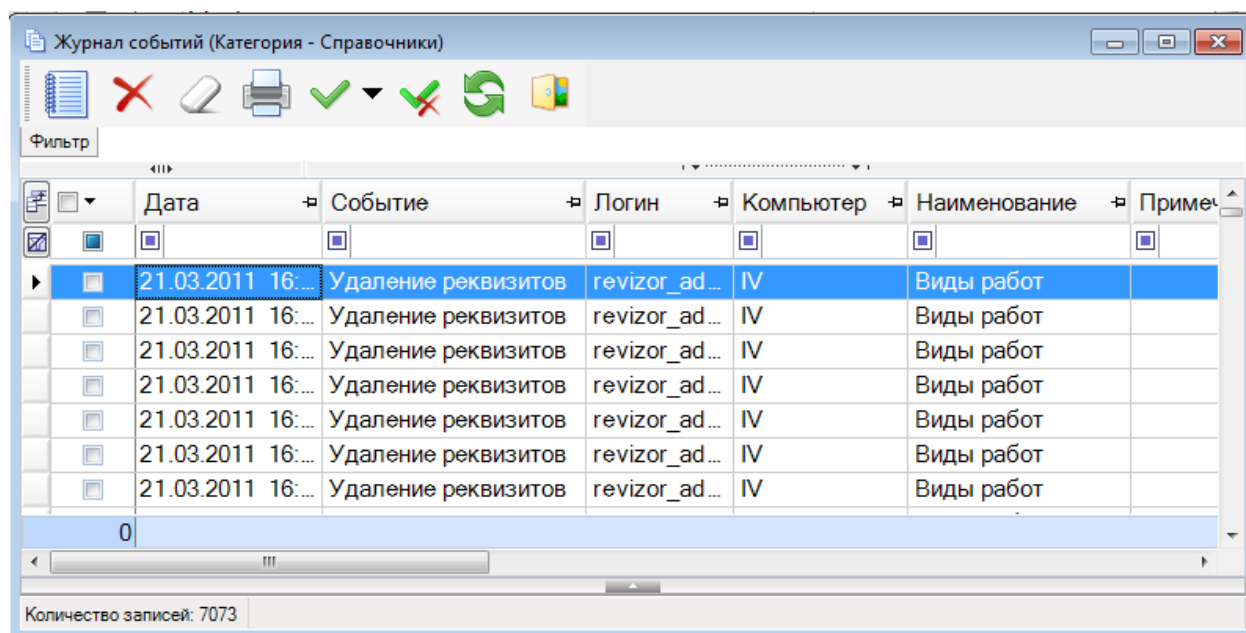 Журнал событий (Категория - Справочники)
Фильтр
Дата Событие Логин Компьютер Наименование Примеч
21.03.2011 16:... Удаление реквизитов revizor_ad... IV Виды работ
21.03.2011 16:... Удаление реквизитов revizor_ad... IV Виды работ
21.03.2011 16:... Удаление реквизитов revizor_ad... IV Виды работ
21.03.2011 16:... Удаление реквизитов revizor_ad... IV Виды работ
21.03.2011 16:... Удаление реквизитов revizor_ad... IV Виды работ
21.03.2011 16:... Удаление реквизитов revizor_ad... IV Виды работ
21.03.2011 16:... Удаление реквизитов revizor_ad... IV Виды работ
0
Количество записей: 7073